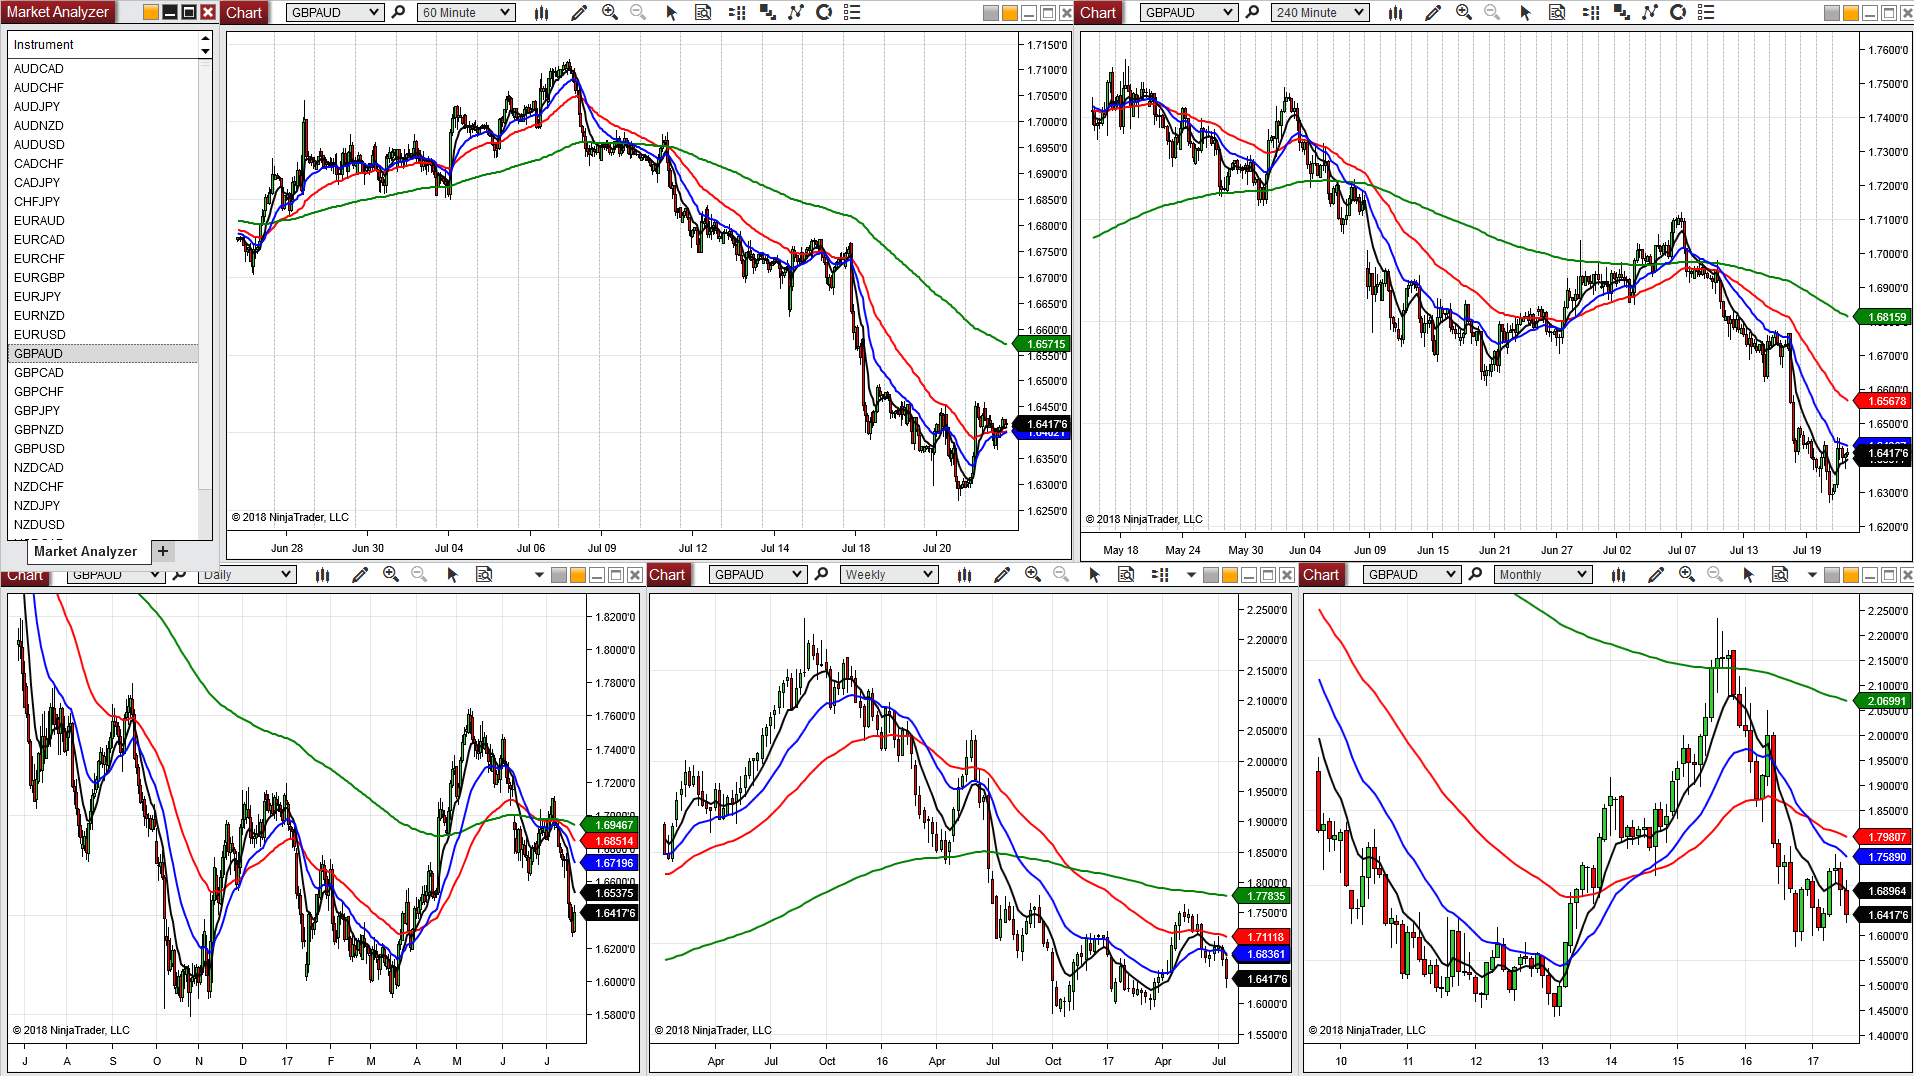 Market Analyzer
Instrument
AUDCAD
AUDCHF
AUDJPY
AUDNZD
AUDUSD
CADCHF
CADJPY
CHFJPY
EURAUD
EURCAD
EURCHF
EURGBP
EURJPY
EURNZD
EURUSD
GBPAUD
GBPCAD
GBPCHF
GBPJPY
GBPNZD
GBPUSD
NZDCAD
NZDCHF
NZDJPY
NZDUSD
Market Analyzer +
Chart GBPAUD 60 Minute
1.7150'0
1.7100'0
1.7050'0
1.7000'0
1.6950'0
1.6900'0
1.6850'0
1.6800'0
1.6750'0
1.6700'0
1.6650'0
1.6600'0
1.65715
1.6550'0
1.6500'0
1.6450'0
1.6417'6
1.6350'0
1.6300'0
1.6250'0
© 2018 NinjaTrader, LLC
Jun 28 Jun 30 Jul 04 Jul 06 Jul 09 Jul 12 Jul 14 Jul 18 Jul 20
Chart GBPAUD 240 Minute
1.7600'0
1.7500'0
1.7400'0
1.7300'0
1.7200'0
1.7100'0
1.7000'0
1.6900'0
1.68159
1.6700'0
1.6600'0
1.65678
1.6500'0
1.6417'6
1.6300'0
1.6200'0
© 2018 NinjaTrader, LLC
May 18 May 24 May 30 Jun 04 Jun 09 Jun 15 Jun 21 Jun 27 Jul 02 Jul 07 Jul 13 Jul 19
Chart GBPAUD Daily
1.8200'0
1.8000'0
1.7800'0
1.7600'0
1.7400'0
1.7200'0
1.7000'0
1.69467
1.68514
1.67196
1.6600'0
1.65375
1.6417'6
1.6200'0
1.6000'0
1.5800'0
© 2018 NinjaTrader, LLC
J A S O N D 17 F M A M J J
Chart GBPAUD Weekly
2.2500'0
2.2000'0
2.1500'0
2.1000'0
2.0500'0
2.0000'0
1.9500'0
1.9000'0
1.8500'0
1.8000'0
1.77835
1.7500'0
1.71118
1.68361
1.6417'6
1.6000'0
1.5500'0
© 2018 NinjaTrader, LLC
Apr Jul Oct 16 Apr Jul Oct 17 Apr Jul
Chart GBPAUD Monthly
2.2500'0
2.2000'0
2.1500'0
2.1000'0
2.06991
2.0500'0
2.0000'0
1.9500'0
1.9000'0
1.8500'0
1.79807
1.75890
1.68964
1.6417'6
1.6000'0
1.5500'0
1.5000'0
1.4500'0
1.4000'0
© 2018 NinjaTrader, LLC
10 11 12 13 14 15 16 17